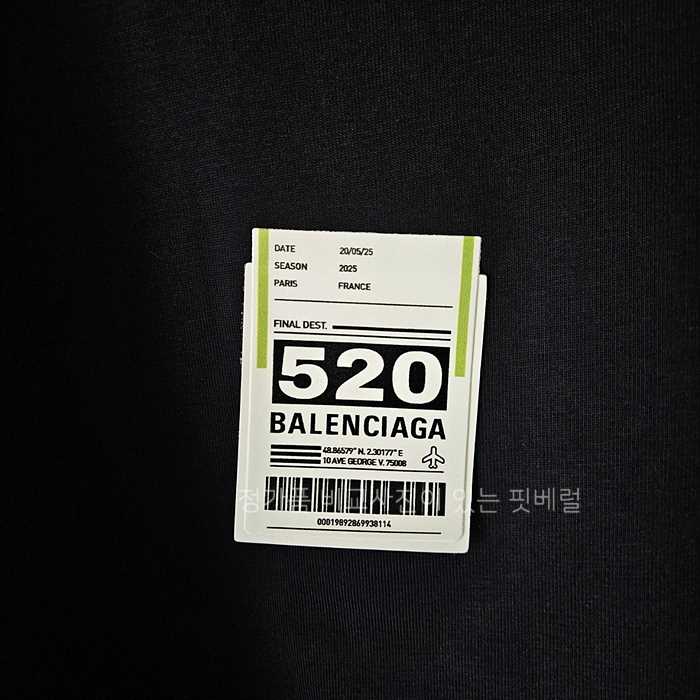 DATE 20/05/25
SEASON 2025
PARIS FRANCE
FINAL DEST.
520
BALENCIAGA
48.86579° N. 2.30177° E
10 AVE GEORGE V. 75008
정가품 비교사진이 있는 핏베럴
00019892869938114